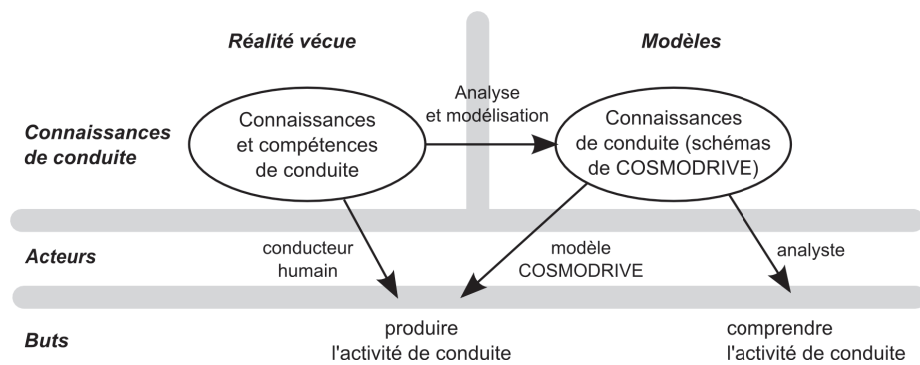 Réalité vécue
Modèles
Connaissances
de conduite
Connaissances
et compétences
de conduite
Analyse
et modélisation
Connaissances
de conduite (schémas
de COSMODRIVE)
Acteurs
conducteur
humain
modèle
COSMODRIVE
analyste
Buts
produire
l'activité de conduite
comprendre
l'activité de conduite